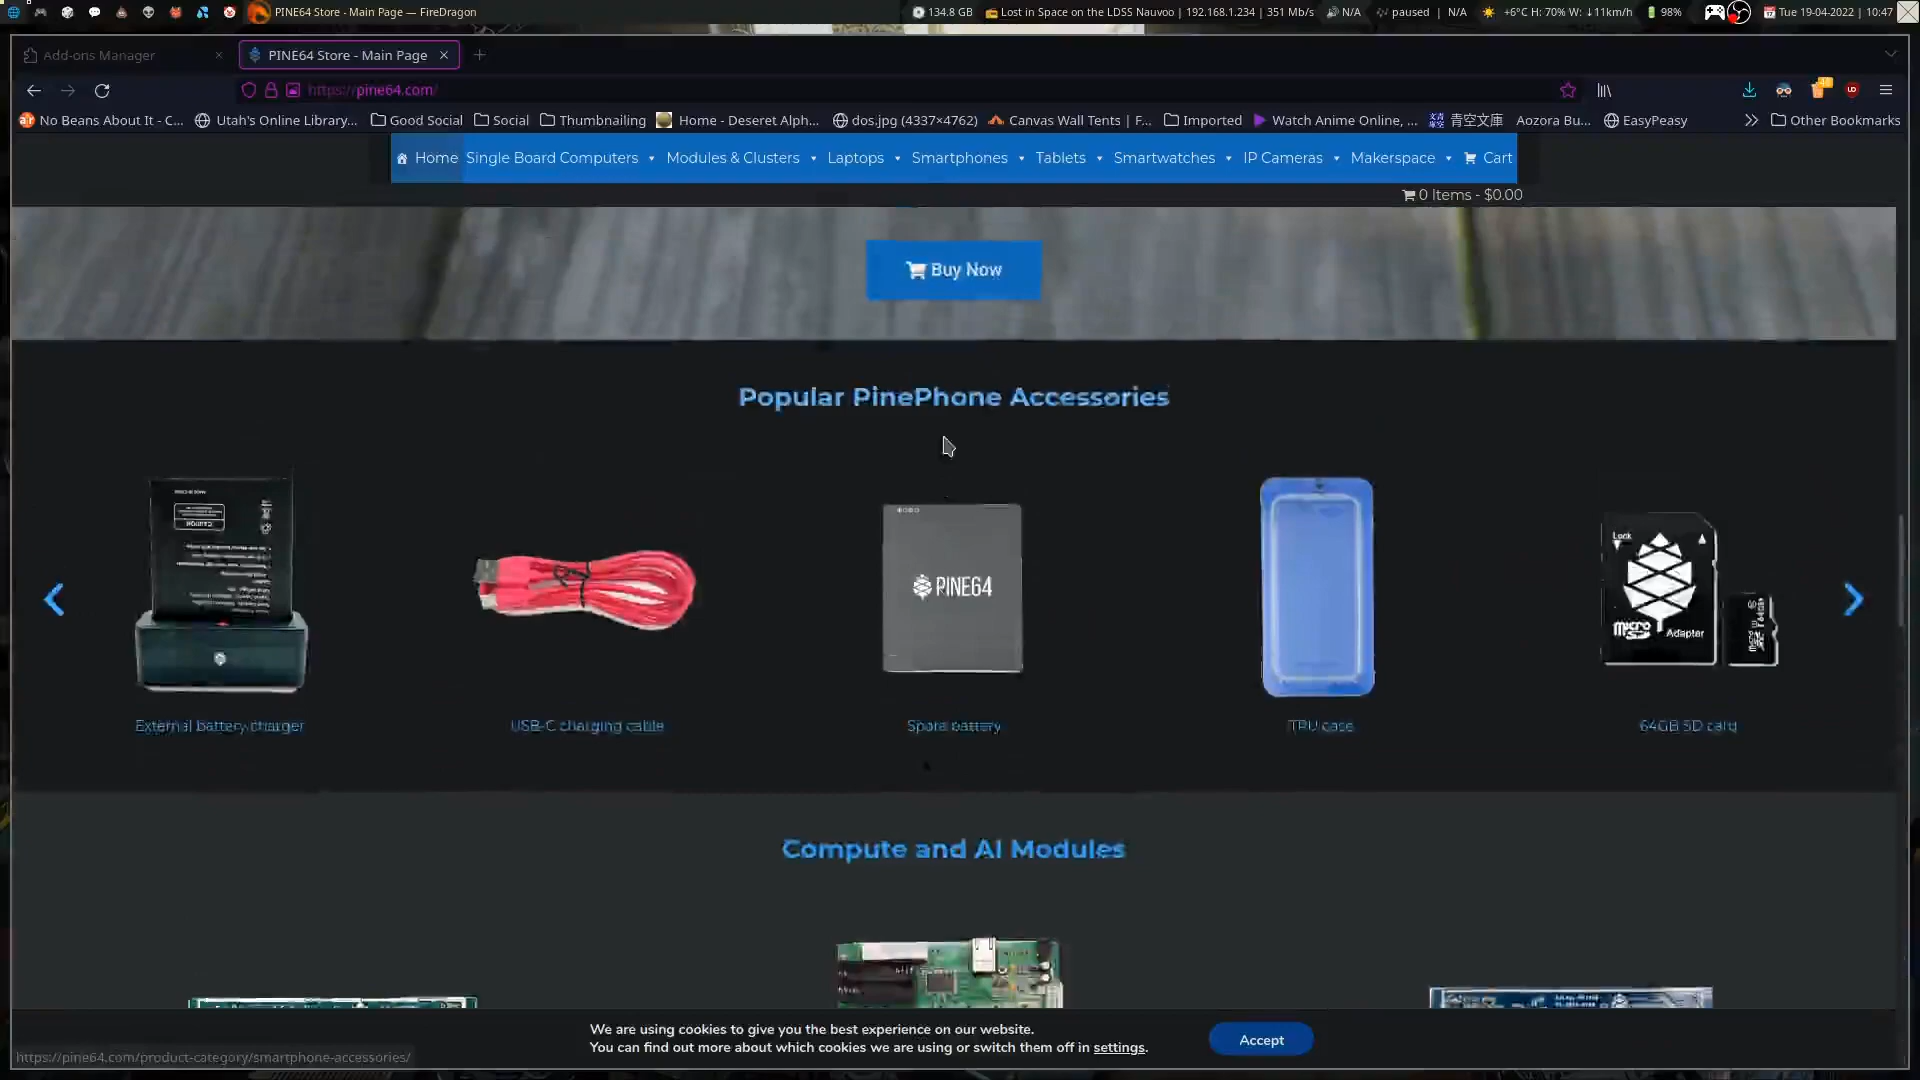 PINE64 Store - Main Page — FireDragon
134.8 GB
Lost in Space on the LDSS Nauvoo | 192.168.1.234 | 351 Mb/s
N/A
paused | N/A
+6°C H: 70% W: ↓11km/h
98%
Tue 19-04-2022 | 10:47
Add-ons Manager
PINE64 Store - Main Page
https://pine64.com/
No Beans About It - C...
Utah's Online Library...
Good Social
Social
Thumbnailing
Home - Deseret Alph...
dos.jpg (4337×4762)
Canvas Wall Tents | F...
Imported
Watch Anime Online, ...
青空文庫 Aozora Bu...
EasyPeasy
Other Bookmarks
Home
Single Board Computers
Modules & Clusters
Laptops
Smartphones
Tablets
Smartwatches
IP Cameras
Makerspace
Cart
0 Items - $0.00
Buy Now
Popular PinePhone Accessories
PINE64
Lock
micro SD
Adapter
External battery charger
USB-C charging cable
Spare battery
TPU case
64GB SD card
Compute and AI Modules
We are using cookies to give you the best experience on our website.
You can find out more about which cookies we are using or switch them off in settings.
Accept
https://pine64.com/product-category/smartphone-accessories/